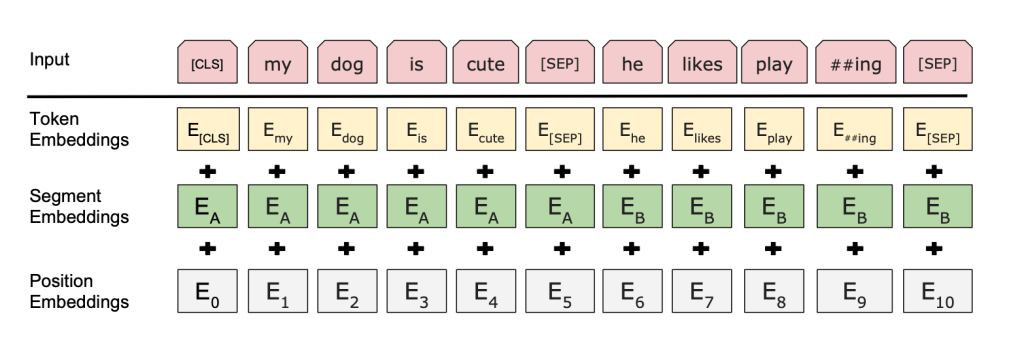 Input [CLS] my dog is cute [SEP] he likes play ##ing [SEP]
Token Embeddings E[CLS] Emy Edog Eis Ecute E[SEP] Ehe Elikes Eplay E##ing E[SEP]
+ + + + + + + + + + +
Segment Embeddings EA EA EA EA EA EA EB EB EB EB EB
+ + + + + + + + + + +
Position Embeddings E0 E1 E2 E3 E4 E5 E6 E7 E8 E9 E10